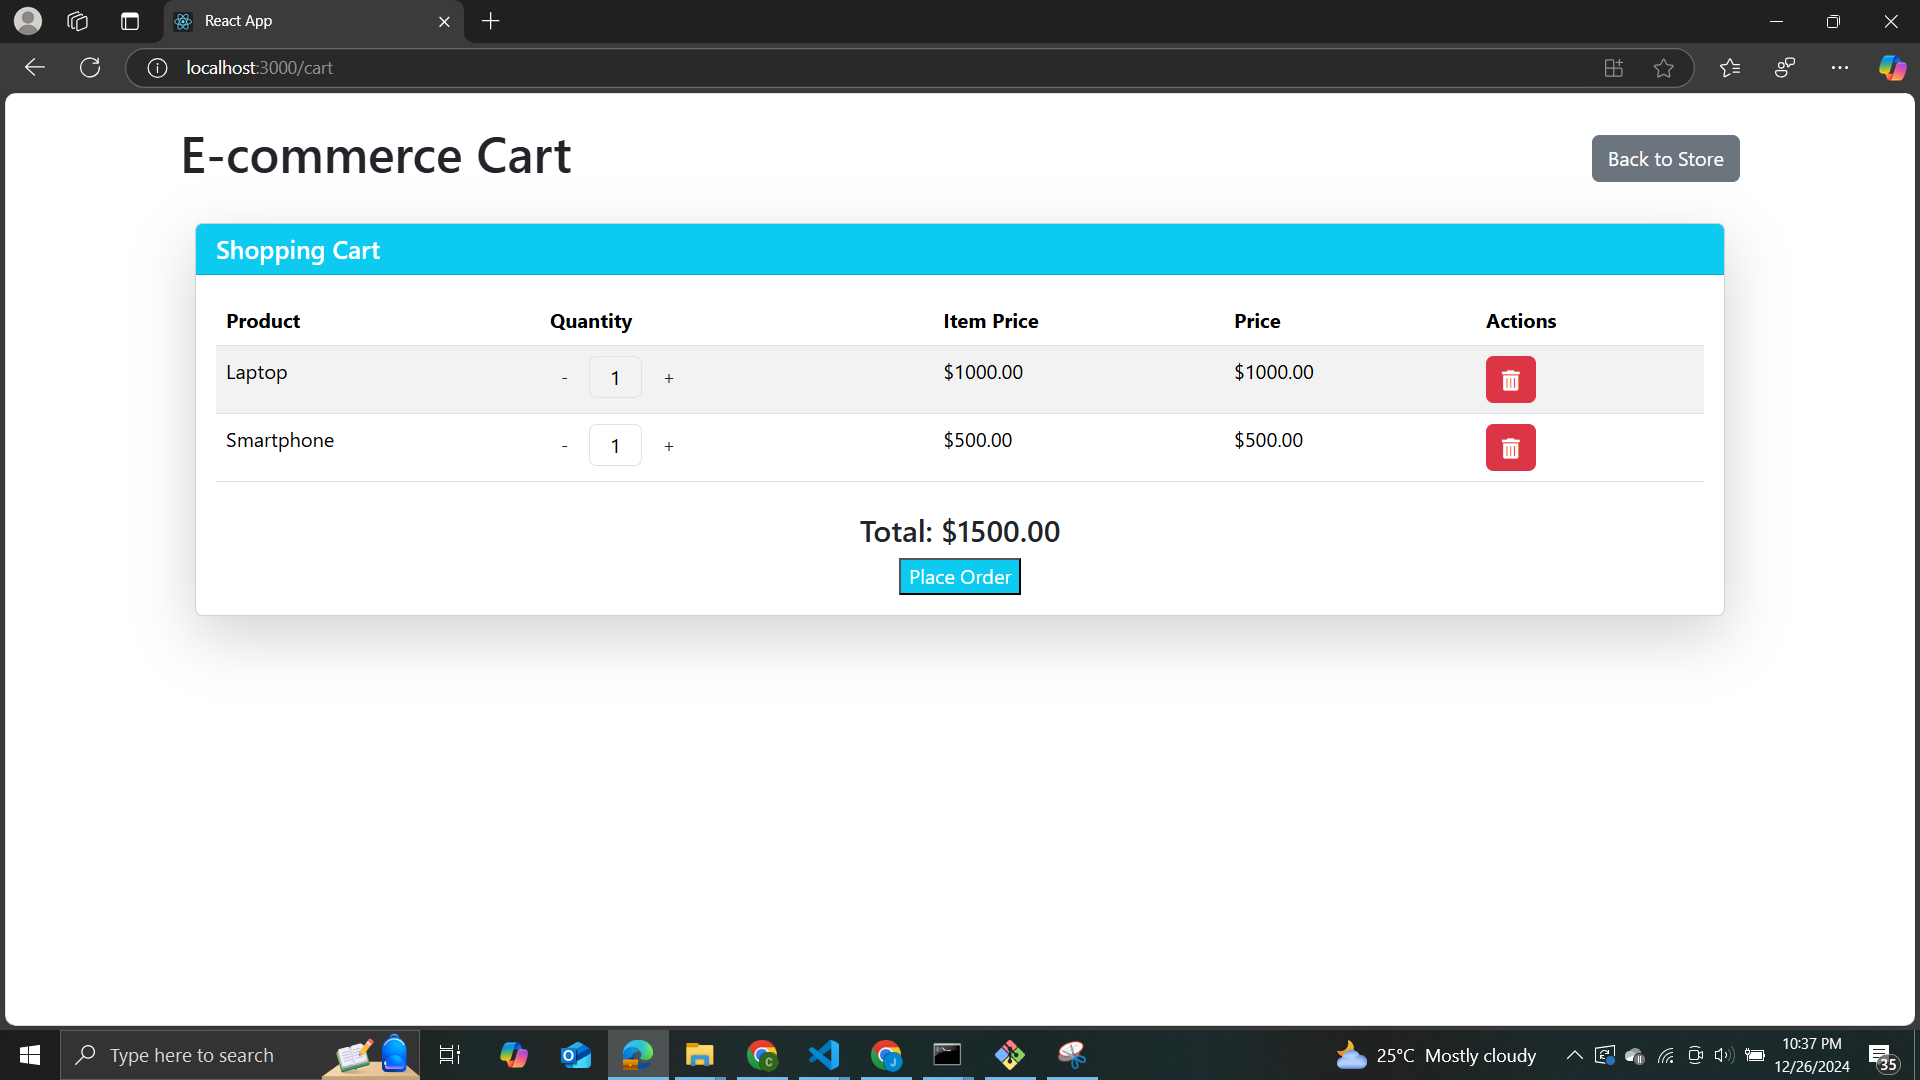 React App
localhost:3000/cart
E-commerce Cart
Back to Store
Shopping Cart
Product Quantity Item Price Price Actions
Laptop - 1 + $1000.00 $1000.00
Smartphone - 1 + $500.00 $500.00
Total: $1500.00
Place Order
Type here to search
25°C Mostly cloudy
10:37 PM
12/26/2024
35